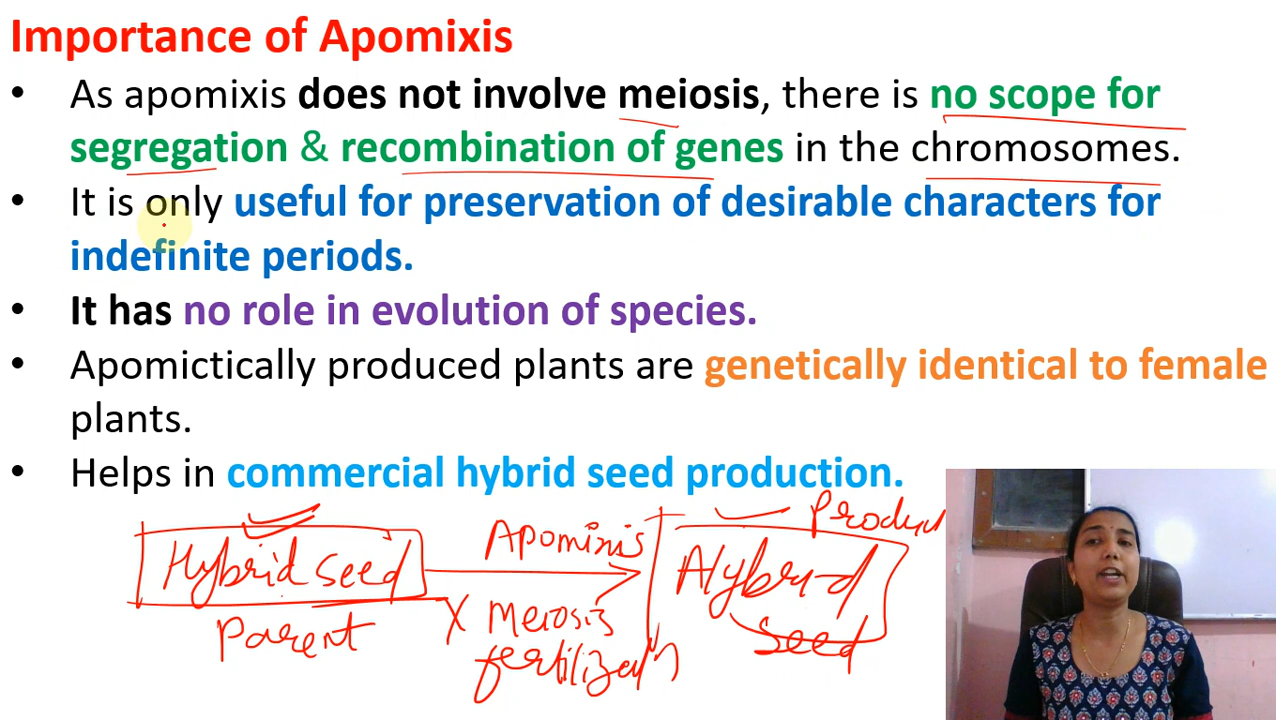 Importance of Apomixis
• As apomixis does not involve meiosis, there is no scope for
segregation & recombination of genes in the chromosomes.
• It is only useful for preservation of desirable characters for
indefinite periods.
• It has no role in evolution of species.
• Apomictically produced plants are genetically identical to female
plants.
• Helps in commercial hybrid seed production.
Hybrid seed
Parent
Apomixis
X Meiosis
fertilizatn
Product
Hybrid
seed